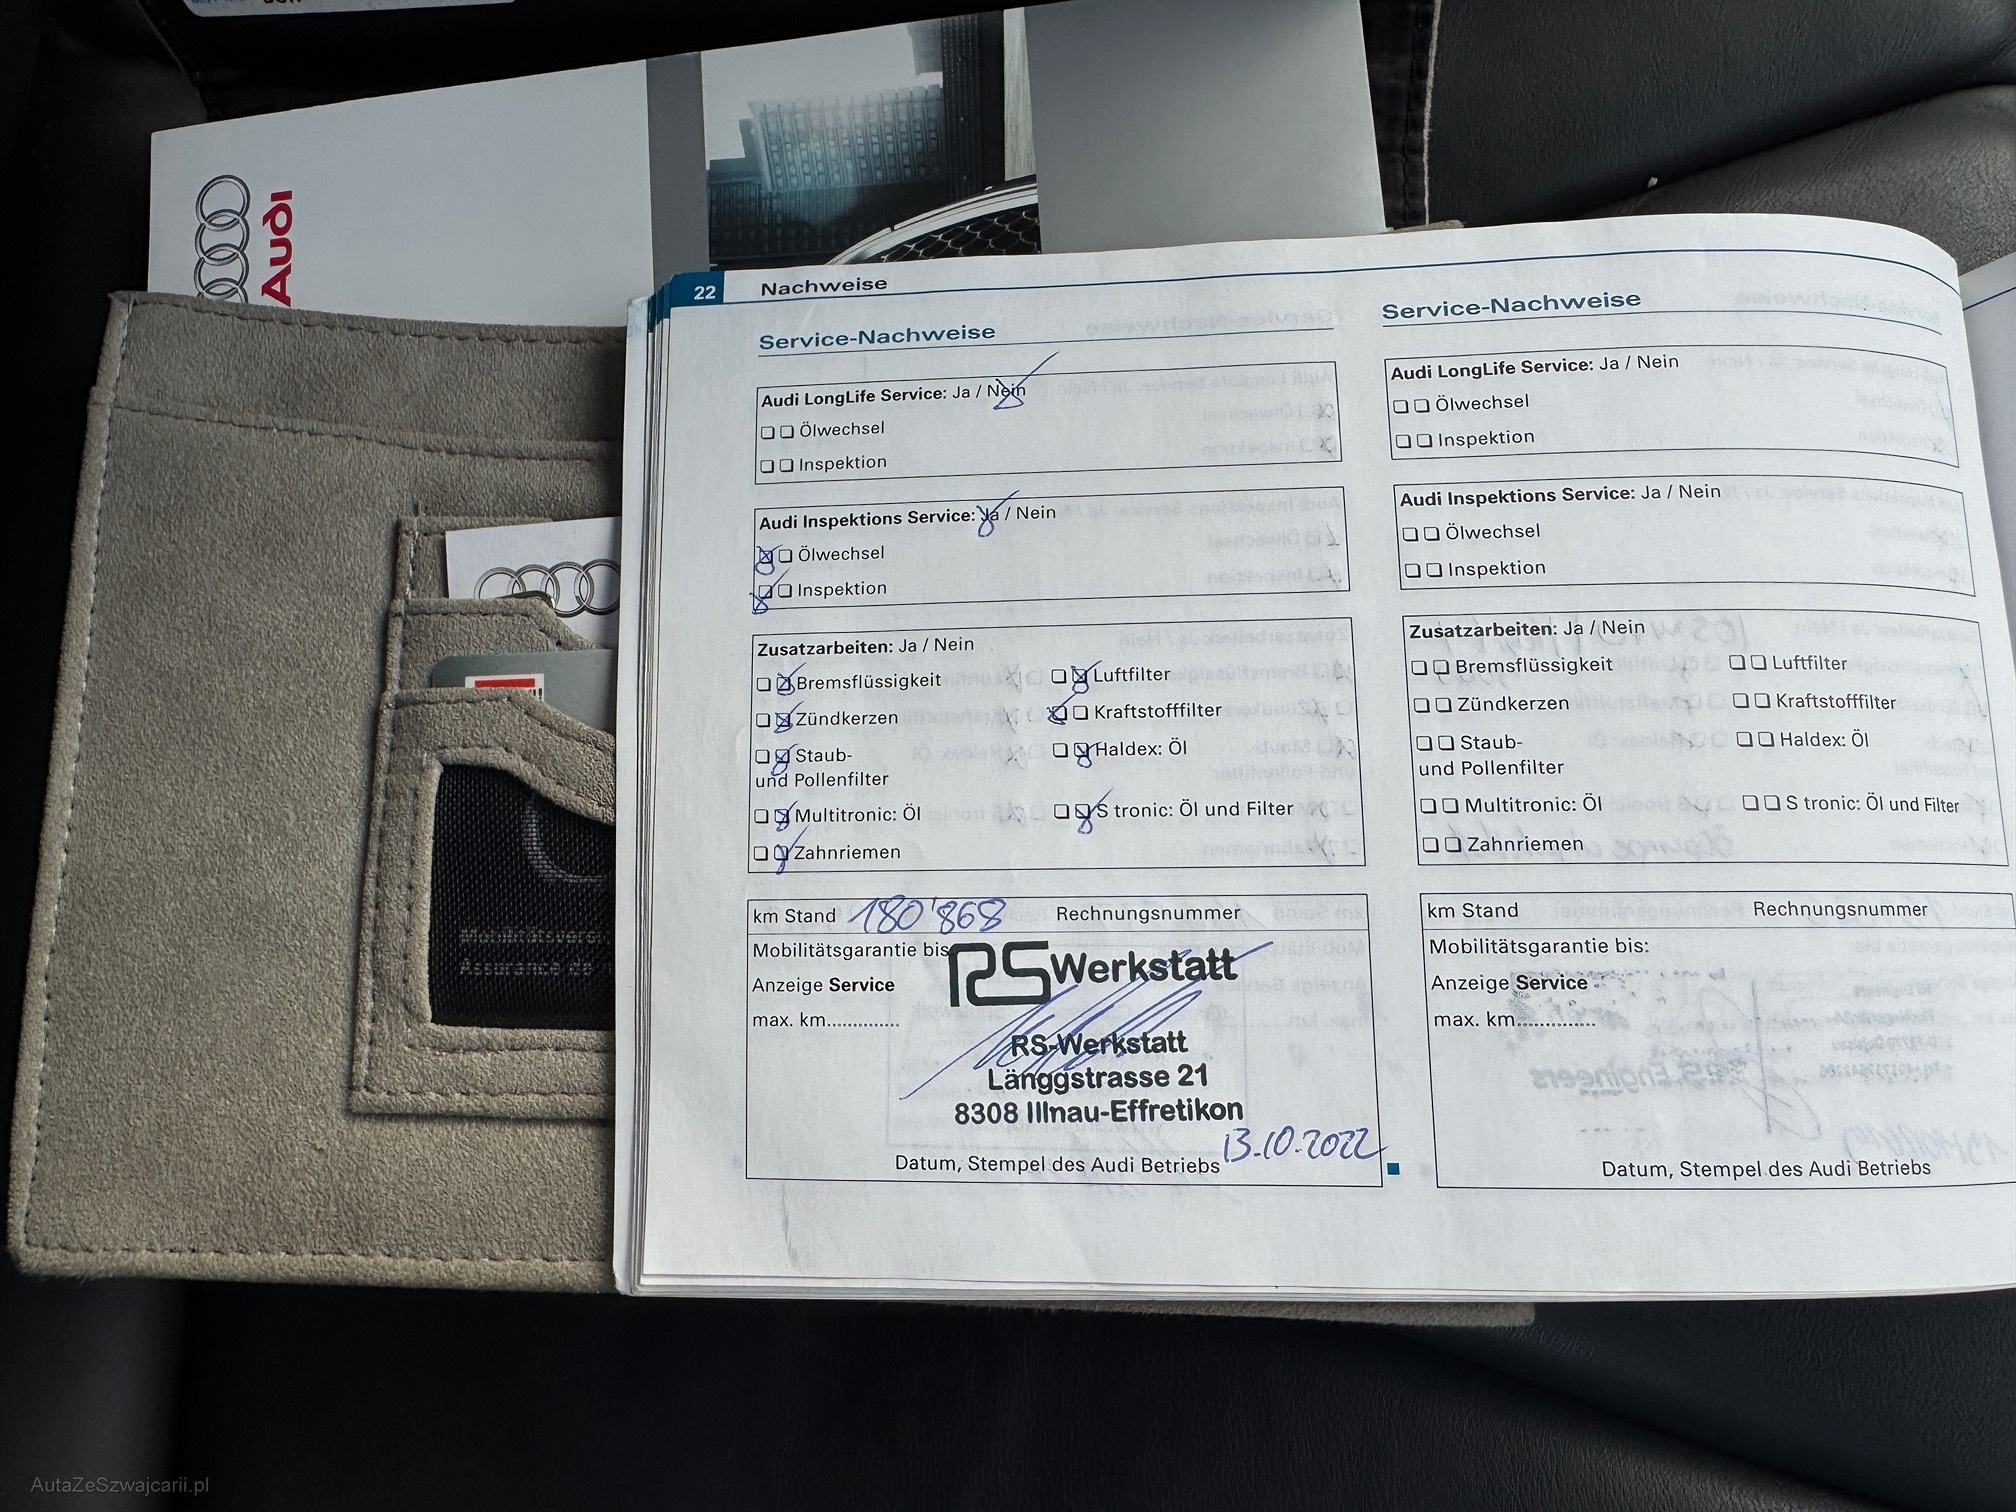 Audi
22 Nachweise
Service-Nachweise
Audi LongLife Service: Ja / Nein
Ölwechsel
Inspektion
Audi Inspektions Service: Ja / Nein
Ölwechsel
Inspektion
Zusatzarbeiten: Ja / Nein
Bremsflüssigkeit
Luftfilter
Zündkerzen
Kraftstofffilter
Staub-
und Pollenfilter
Haldex: Öl
Multitronic: Öl
S tronic: Öl und Filter
Zahnriemen
km Stand 180'868 Rechnungsnummer
Mobilitätsgarantie bis
Anzeige Service
max. km..............
RS Werkstatt
RS-Werkstatt
Länggstrasse 21
8308 Illnau-Effretikon
13.10.2022
Datum, Stempel des Audi Betriebs
Service-Nachweise
Audi LongLife Service: Ja / Nein
Ölwechsel
Inspektion
Audi Inspektions Service: Ja / Nein
Ölwechsel
Inspektion
Zusatzarbeiten: Ja / Nein
Bremsflüssigkeit
Luftfilter
Zündkerzen
Kraftstofffilter
Staub-
und Pollenfilter
Haldex: Öl
Multitronic: Öl
S tronic: Öl und Filter
Zahnriemen
km Stand Rechnungsnummer
Mobilitätsgarantie bis:
Anzeige Service
max. km..............
Datum, Stempel des Audi Betriebs
AutaZeSzwajcarii.pl